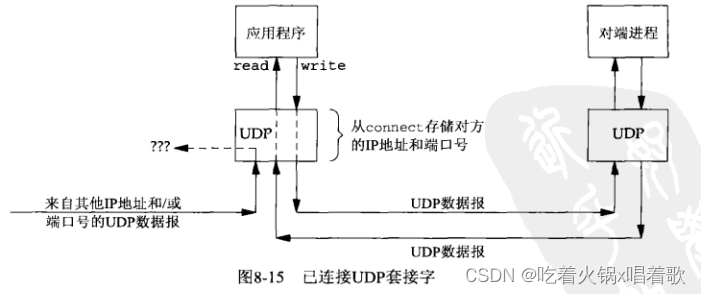 应用程序
对端进程
read
write
UDP
从connect存储对方
的IP地址和端口号
UDP
???
来自其他IP地址和/或
端口号的UDP数据报
UDP数据报
UDP数据报
图8-15 已连接UDP套接字
CSDN @吃着火锅x唱着歌